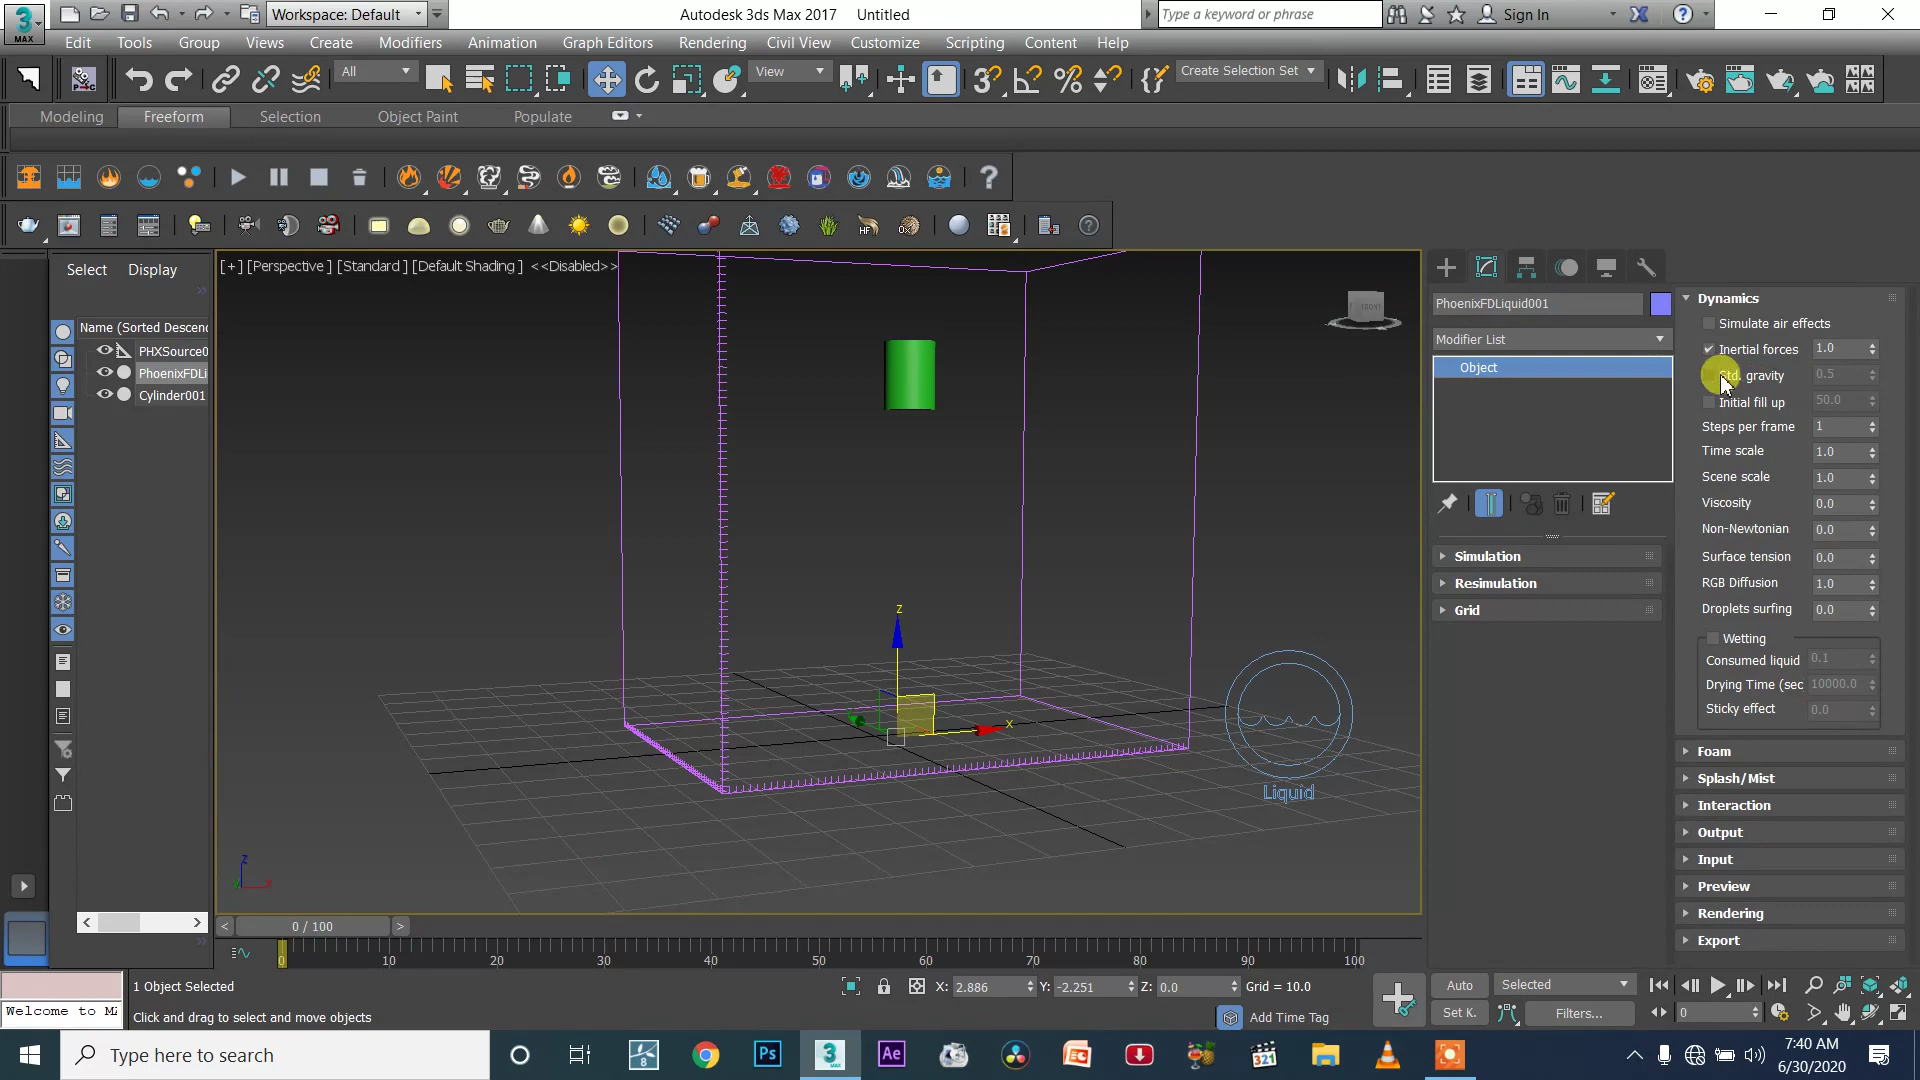 Workspace: Default
Autodesk 3ds Max 2017 Untitled
Type a keyword or phrase
Sign In
3
MAX
Edit Tools Group Views Create Modifiers Animation Graph Editors Rendering Civil View Customize Scripting Content Help
All
View
Create Selection Set
Modeling Freeform Selection Object Paint Populate
Select Display
[+] [Perspective ] [Standard ] [Default Shading ] <<Disabled>>
FRONT
Name (Sorted Descenc
PHXSource0
PhoenixFDLi
Cylinder001
z
x
Liquid
z
x
PhoenixFDLiquid001
Modifier List
Object
Simulation
Resimulation
Grid
Dynamics
Simulate air effects
Inertial forces 1.0
Std. gravity 0.5
Initial fill up 50.0
Steps per frame 1
Time scale 1.0
Scene scale 1.0
Viscosity 0.0
Non-Newtonian 0.0
Surface tension 0.0
RGB Diffusion 1.0
Droplets surfing 0.0
Wetting
Consumed liquid 0.1
Drying Time (sec 10000.0
Sticky effect 0.0
Foam
Splash/Mist
Interaction
Output
Input
Preview
Rendering
Export
< 0 / 100 >
0 10 20 30 40 50 60 70 80 90 100
1 Object Selected
X: 2.886 Y: -2.251 Z: 0.0 Grid = 10.0
Auto Selected
Welcome to MA
Click and drag to select and move objects
Add Time Tag
Set K. Filters...
0
Type here to search
7:40 AM
6/30/2020